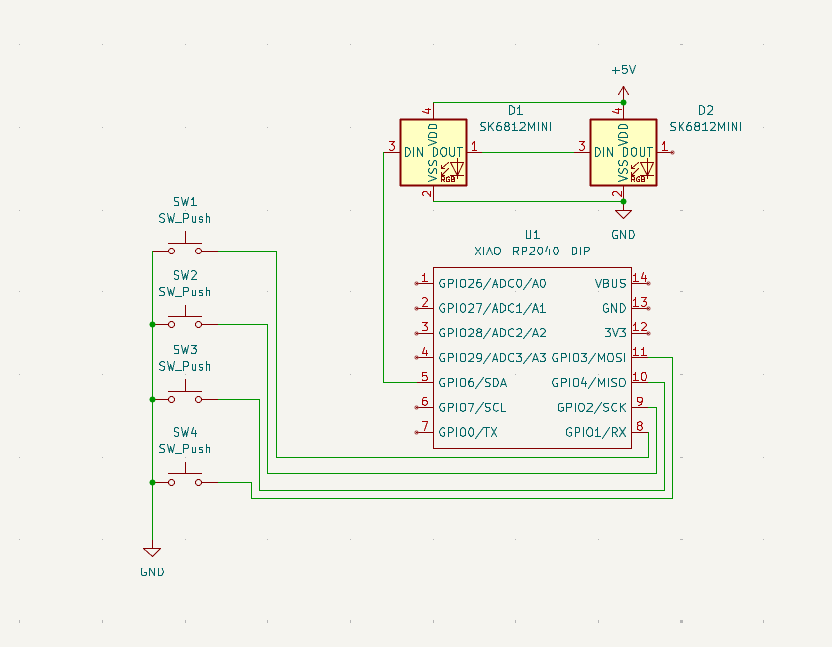 +5V
D1
SK6812MINI
D2
SK6812MINI
4
VDD
3
DIN
DOUT
1
VSS
RGB
2
4
VDD
3
DIN
DOUT
1
VSS
RGB
2
GND
U1
XIAO RP2040 DIP
1 GPIO26/ADC0/A0
VBUS 14
2 GPIO27/ADC1/A1
GND 13
3 GPIO28/ADC2/A2
3V3 12
4 GPIO29/ADC3/A3
GPIO3/MOSI 11
5 GPIO6/SDA
GPIO4/MISO 10
6 GPIO7/SCL
GPIO2/SCK 9
7 GPIO0/TX
GPIO1/RX 8
SW1
SW_Push
SW2
SW_Push
SW3
SW_Push
SW4
SW_Push
GND